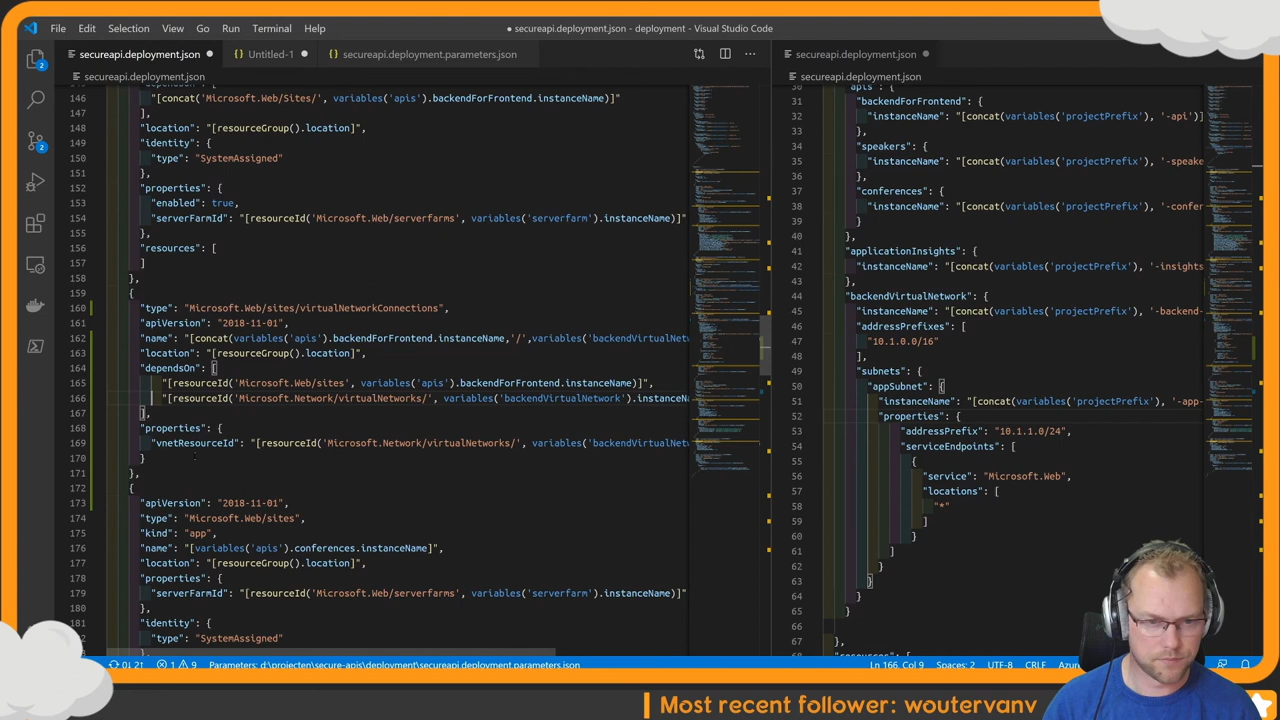 File Edit Selection View Go Run Terminal Help
● secureapi.deployment.json - deployment - Visual Studio Code
secureapi.deployment.json ●
{} Untitled-1 ●
{} secureapi.deployment.parameters.json
secureapi.deployment.json
146 "[concat('Microsoft.Web/Sites/', variables('apis').backendForFrontend.instanceName)]"
147 ],
148 "location": "[resourceGroup().location]",
149 "identity": {
150 "type": "SystemAssigned"
151 },
152 "properties": {
153 "enabled": true,
154 "serverFarmId": "[resourceId('Microsoft.Web/serverfarms', variables('serverfarm').instanceName)]"
155 },
156 "resources": [
157 ]
158 },
159 {
160 "type": "Microsoft.Web/sites/virtualNetworkConnections",
161 "apiVersion": "2018-11-01",
162 "name": "[concat(variables('apis').backendForFrontend.instanceName,'/',variables('backendVirtualNetw
163 "location": "[resourceGroup().location]",
164 "dependsOn": [
165 "[resourceId('Microsoft.Web/sites', variables('apis').backendForFrontend.instanceName)]",
166 "[resourceId('Microsoft.Network/virtualNetworks/', variables('backendVirtualNetwork').instanceNa
167 ],
168 "properties": {
169 "vnetResourceId": "[resourceId('Microsoft.Network/virtualNetworks/', variables('backendVirtualNetw
170 }
171 },
172 {
173 "apiVersion": "2018-11-01",
174 "type": "Microsoft.Web/sites",
175 "kind": "app",
176 "name": "[variables('apis').conferences.instanceName]",
177 "location": "[resourceGroup().location]",
178 "properties": {
179 "serverFarmId": "[resourceId('Microsoft.Web/serverfarms', variables('serverfarm').instanceName)]"
180 },
181 "identity": {
182 "type": "SystemAssigned"
secureapi.deployment.json ●
secureapi.deployment.json
30 "apis": {
31 "backendForFrontend": {
32 "instanceName": "[concat(variables('projectPrefix'), '-api')]
33 },
34 "speakers": {
35 "instanceName": "[concat(variables('projectPrefix'), '-speake
36 },
37 "conferences": {
38 "instanceName": "[concat(variables('projectPrefix'), '-confer
39 }
40 },
41 "applicationInsights": {
42 "instanceName": "[concat(variables('projectPrefix'), '-insights
43 },
44 "backendVirtualNetwork": {
45 "instanceName": "[concat(variables('projectPrefix'), '-backend-
46 "adressPrefixes": [
47 "10.1.0.0/16"
48 ],
49 "subnets": {
50 "appSubnet": {
51 "instanceName": "[concat(variables('projectPrefix'), '-app-
52 "properties": {
53 "addressPrefix": "10.1.1.0/24",
54 "serviceEndpoints": [
55 {
56 "service": "Microsoft.Web",
57 "locations": [
58 "*"
59 ]
60 }
61 ]
62 }
63 }
64 }
65 }
66
67 },
0↓ 2↑ 1 9 Parameters: d:\projecten\secure-apis\deployment\secureapi.deployment.parameters.json
Ln 166, Col 9 Spaces: 2 UTF-8 CRLF
Most recent follower: woutervanv